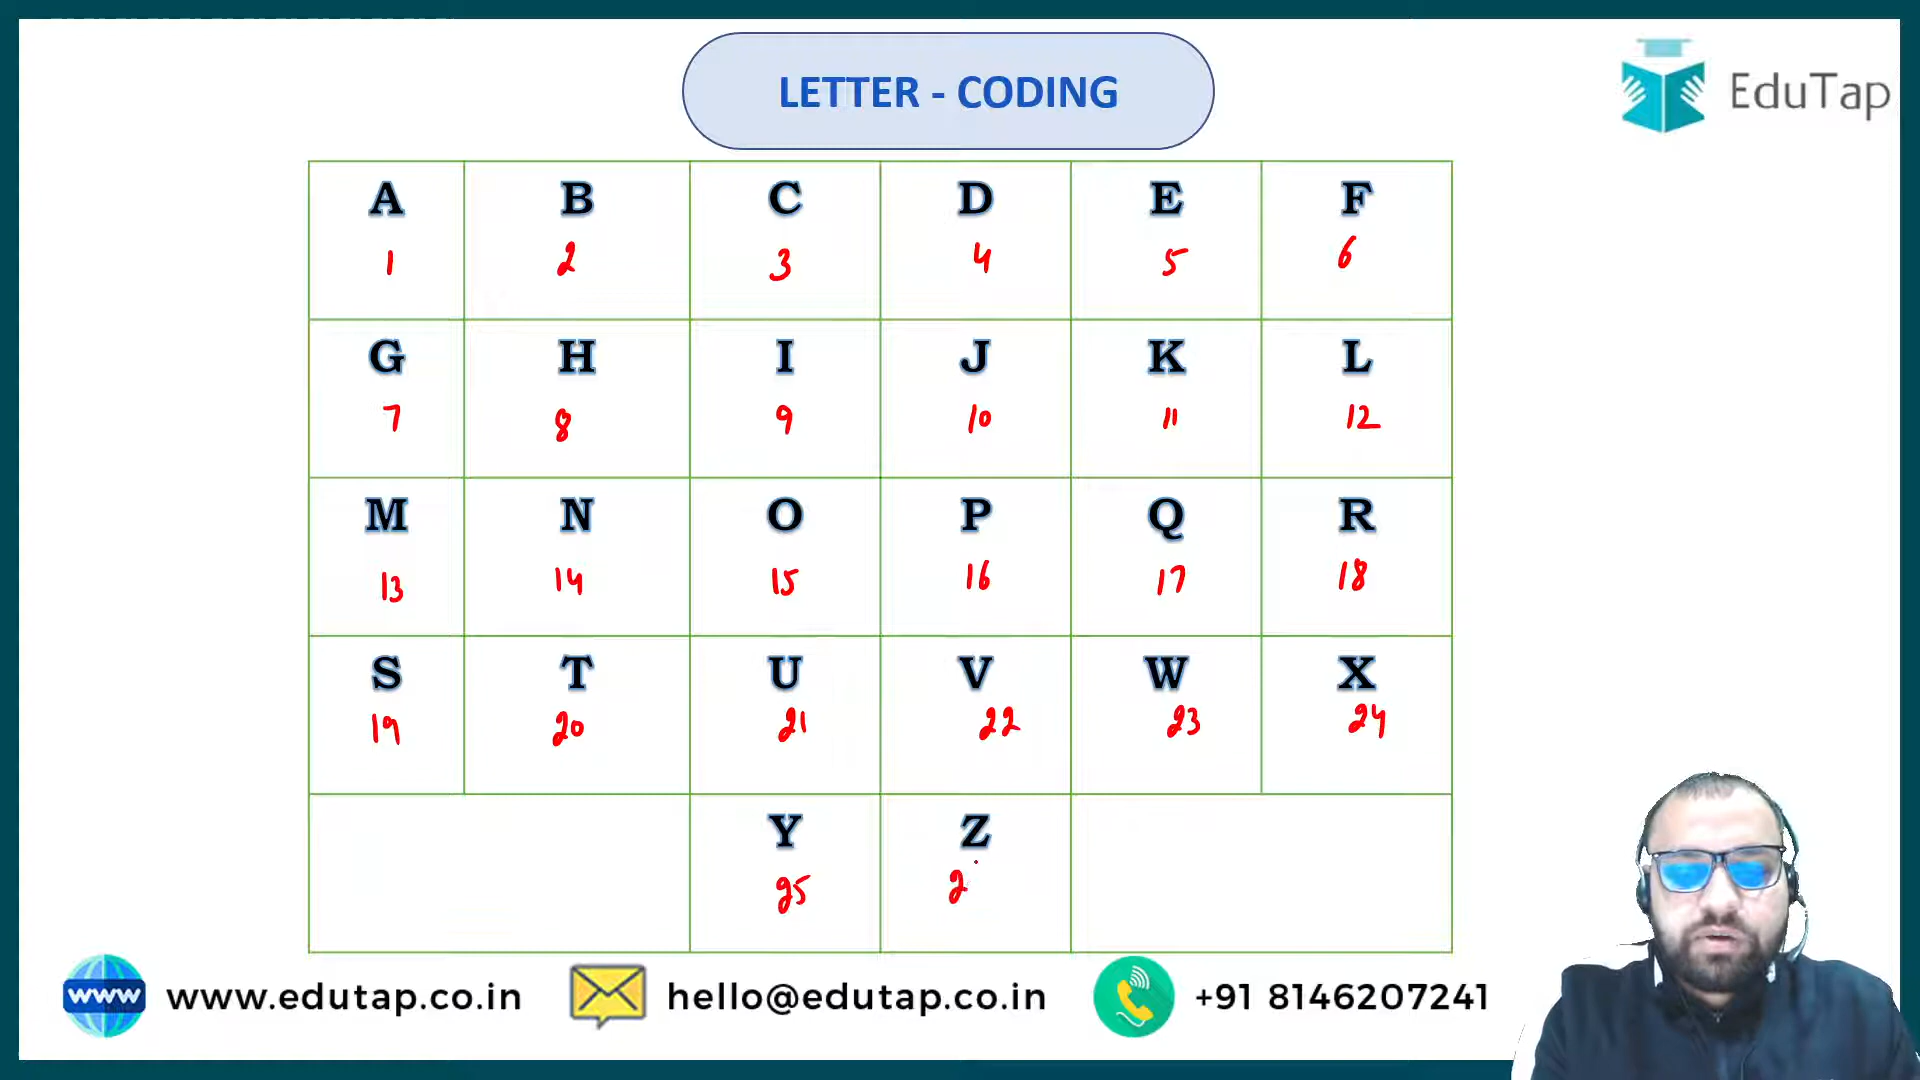 LETTER - CODING
EduTap
A B C D E F
1 2 3 4 5 6
G H I J K L
7 8 9 10 11 12
M N O P Q R
13 14 15 16 17 18
S T U V W X
19 20 21 22 23 24
Y Z
25 2
www www.edutap.co.in hello@edutap.co.in +91 8146207241